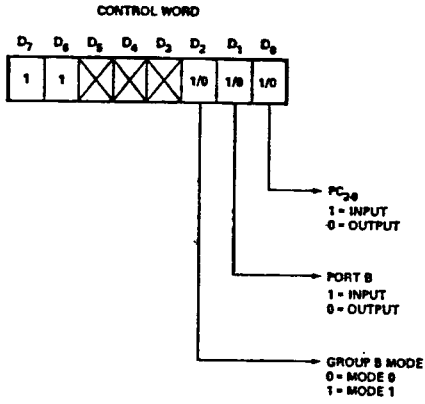 CONTROL WORD
D7 D6 D5 D4 D3 D2 D1 D0
1 1 1/0 1/0 1/0
PC2-0
1 = INPUT
0 = OUTPUT
PORT B
1 = INPUT
0 = OUTPUT
GROUP B MODE
0 = MODE 0
1 = MODE 1